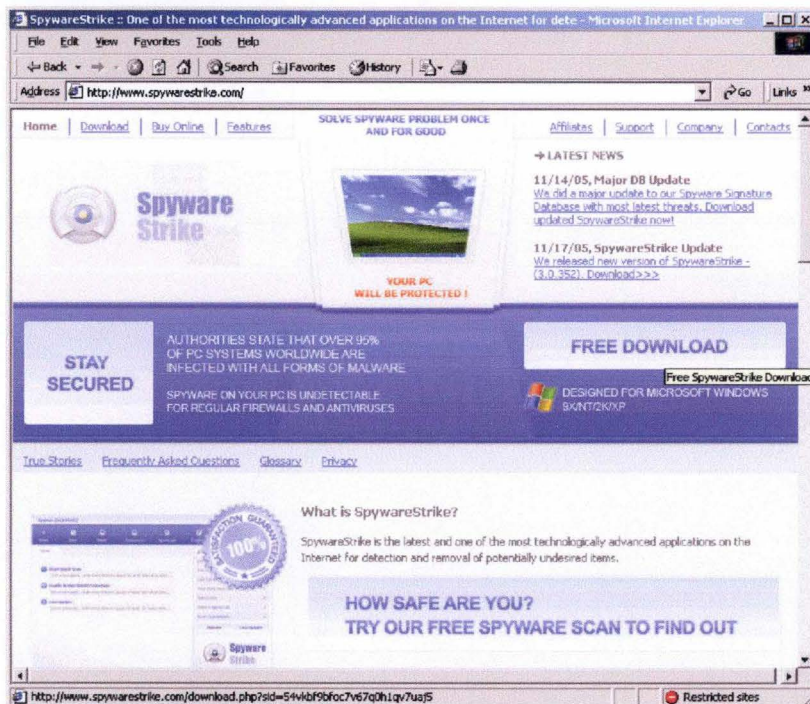 SpywareStrike :: One of the most technologically advanced applications on the Internet for dete - Microsoft Internet Explorer
File Edit View Favorites Tools Help
Back Search Favorites History
Address http://www.spywarestrike.com/ Go Links
Home Download Buy Online Features
SOLVE SPYWARE PROBLEM ONCE
AND FOR GOOD
Affiliates Support Company Contacts
Spyware
Strike
YOUR PC
WILL BE PROTECTED !
LATEST NEWS
11/14/05, Major DB Update
We did a major update to our Spyware Signature
Database with most latest threats. Download
updated SpywareStrike now!
11/17/05, SpywareStrike Update
We released new version of SpywareStrike -
(3.0.352). Download>>>
STAY
SECURED
AUTHORITIES STATE THAT OVER 95%
OF PC SYSTEMS WORLDWIDE ARE
INFECTED WITH ALL FORMS OF MALWARE
SPYWARE ON YOUR PC IS UNDETECTABLE
FOR REGULAR FIREWALLS AND ANTIVIRUSES
FREE DOWNLOAD
Free SpywareStrike Download
DESIGNED FOR MICROSOFT WINDOWS
9X/NT/2K/XP
True Stories Frequently Asked Questions Glossary Privacy
SATISFACTION GUARANTEED
100%
Spyware
Strike
What is SpywareStrike?
SpywareStrike is the latest and one of the most technologically advanced applications on the
Internet for detection and removal of potentially undesired items.
HOW SAFE ARE YOU?
TRY OUR FREE SPYWARE SCAN TO FIND OUT
http://www.spywarestrike.com/download.php?sid=54vkbf9bfoc7v67q0h1qv7uaj5 Restricted sites